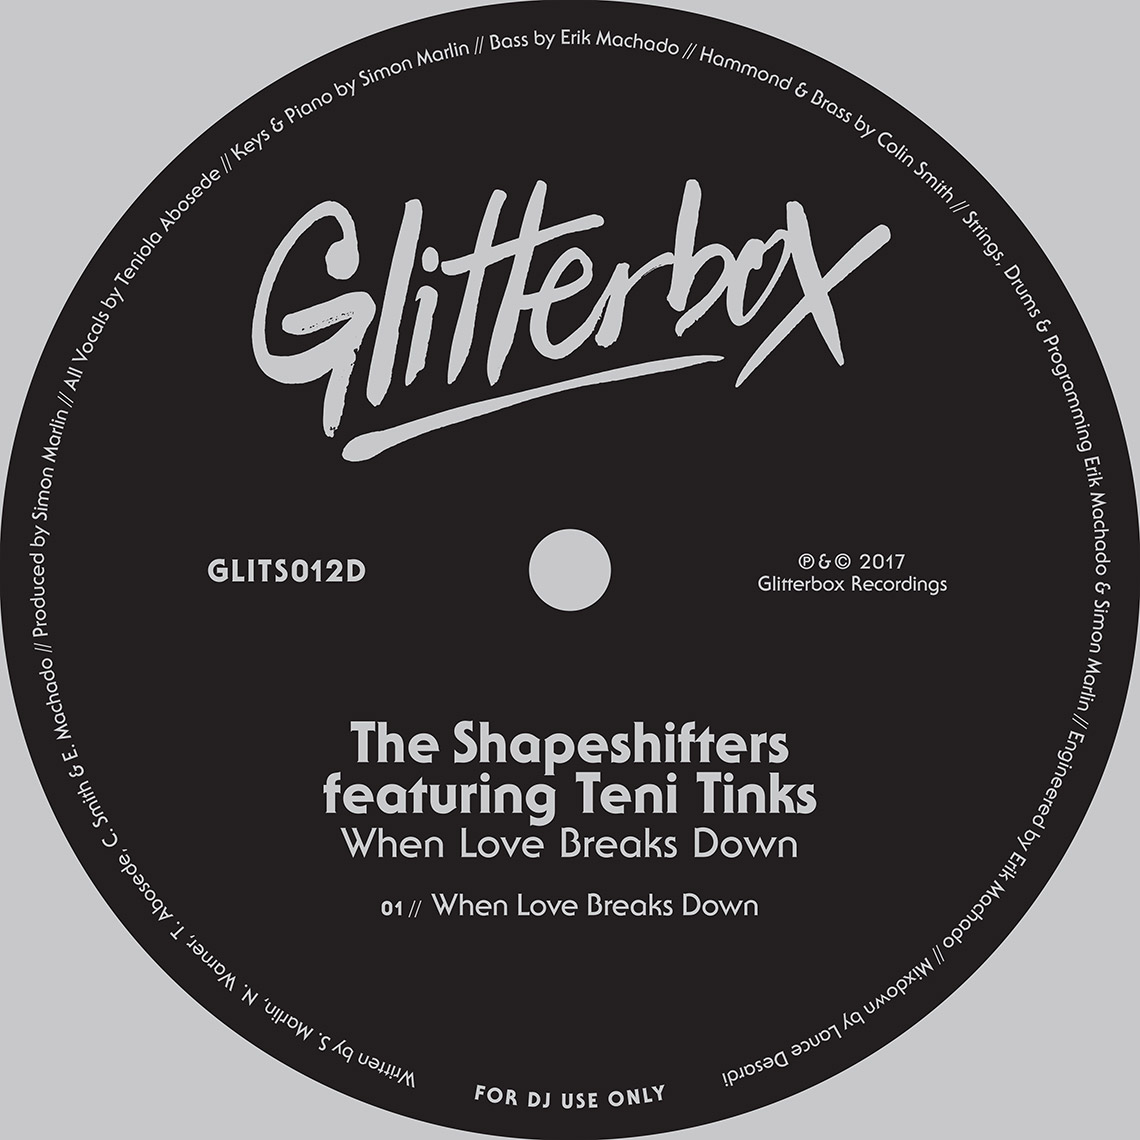 Glitterbox
GLITS012D
℗ & © 2017
Glitterbox Recordings
The Shapeshifters
featuring Teni Tinks
When Love Breaks Down
01 // When Love Breaks Down
Written by S. Marlin, N. Warner, T. Abosede, C. Smith & E. Machado // Produced by Simon Marlin // All Vocals by Teniola Abosede // Keys & Piano by Simon Marlin // Bass by Erik Machado // Hammond & Brass by Colin Smith // Strings, Drums & Programming Erik Machado & Simon Marlin // Engineered by Erik Machado // Mixdown by Lance Desardi
FOR DJ USE ONLY